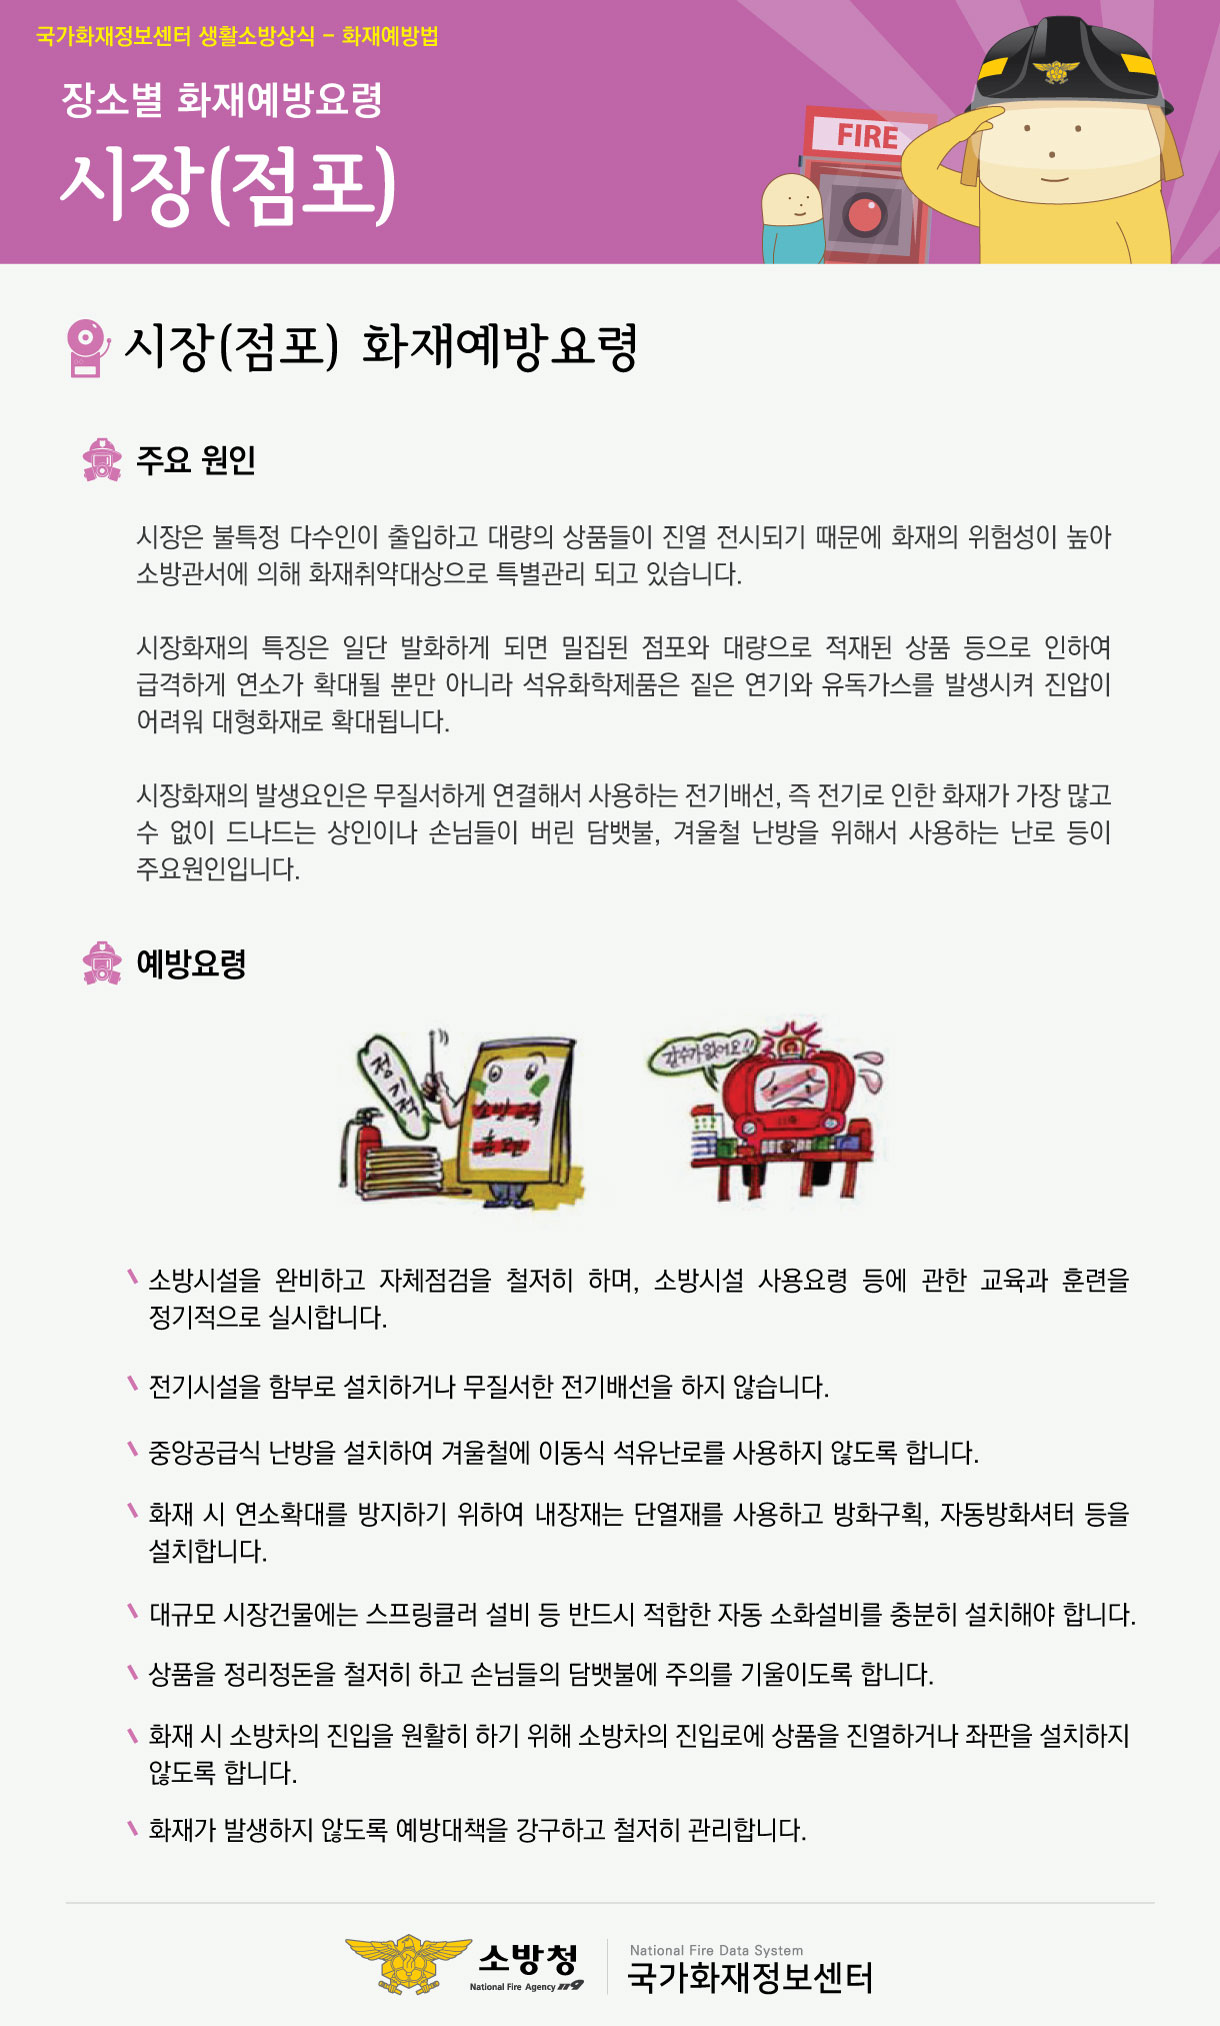 국가화재정보센터 생활소방상식 - 화재예방법
장소별 화재예방요령
시장(점포)
FIRE
시장(점포) 화재예방요령
주요 원인
시장은 불특정 다수인이 출입하고 대량의 상품들이 진열 전시되기 때문에 화재의 위험성이 높아
소방관서에 의해 화재취약대상으로 특별관리 되고 있습니다.
시장화재의 특징은 일단 발화하게 되면 밀집된 점포와 대량으로 적재된 상품 등으로 인하여
급격하게 연소가 확대될 뿐만 아니라 석유화학제품은 짙은 연기와 유독가스를 발생시켜 진압이
어려워 대형화재로 확대됩니다.
시장화재의 발생요인은 무질서하게 연결해서 사용하는 전기배선, 즉 전기로 인한 화재가 가장 많고
수 없이 드나드는 상인이나 손님들이 버린 담뱃불, 겨울철 난방을 위해서 사용하는 난로 등이
주요원인입니다.
예방요령
정기적
소방교육
훈련
갈수가없어요!!
119
소방시설을 완비하고 자체점검을 철저히 하며, 소방시설 사용요령 등에 관한 교육과 훈련을
정기적으로 실시합니다.
전기시설을 함부로 설치하거나 무질서한 전기배선을 하지 않습니다.
중앙공급식 난방을 설치하여 겨울철에 이동식 석유난로를 사용하지 않도록 합니다.
화재 시 연소확대를 방지하기 위하여 내장재는 단열재를 사용하고 방화구획, 자동방화셔터 등을
설치합니다.
대규모 시장건물에는 스프링클러 설비 등 반드시 적합한 자동 소화설비를 충분히 설치해야 합니다.
상품을 정리정돈을 철저히 하고 손님들의 담뱃불에 주의를 기울이도록 합니다.
화재 시 소방차의 진입을 원활히 하기 위해 소방차의 진입로에 상품을 진열하거나 좌판을 설치하지
않도록 합니다.
화재가 발생하지 않도록 예방대책을 강구하고 철저히 관리합니다.
소방청
National Fire Agency 119
National Fire Data System
국가화재정보센터